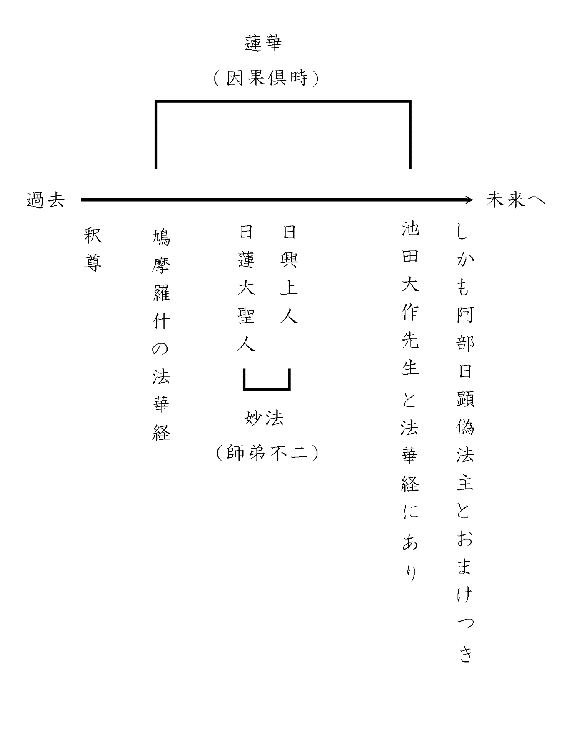 蓮華
(因果倶時)
過去
未来へ
釈尊
鳩摩羅什の法華経
日蓮大聖人
日興上人
妙法
(師弟不二)
池田大作先生と法華経にあり
しかも阿部日顕偽法主とおまけつき